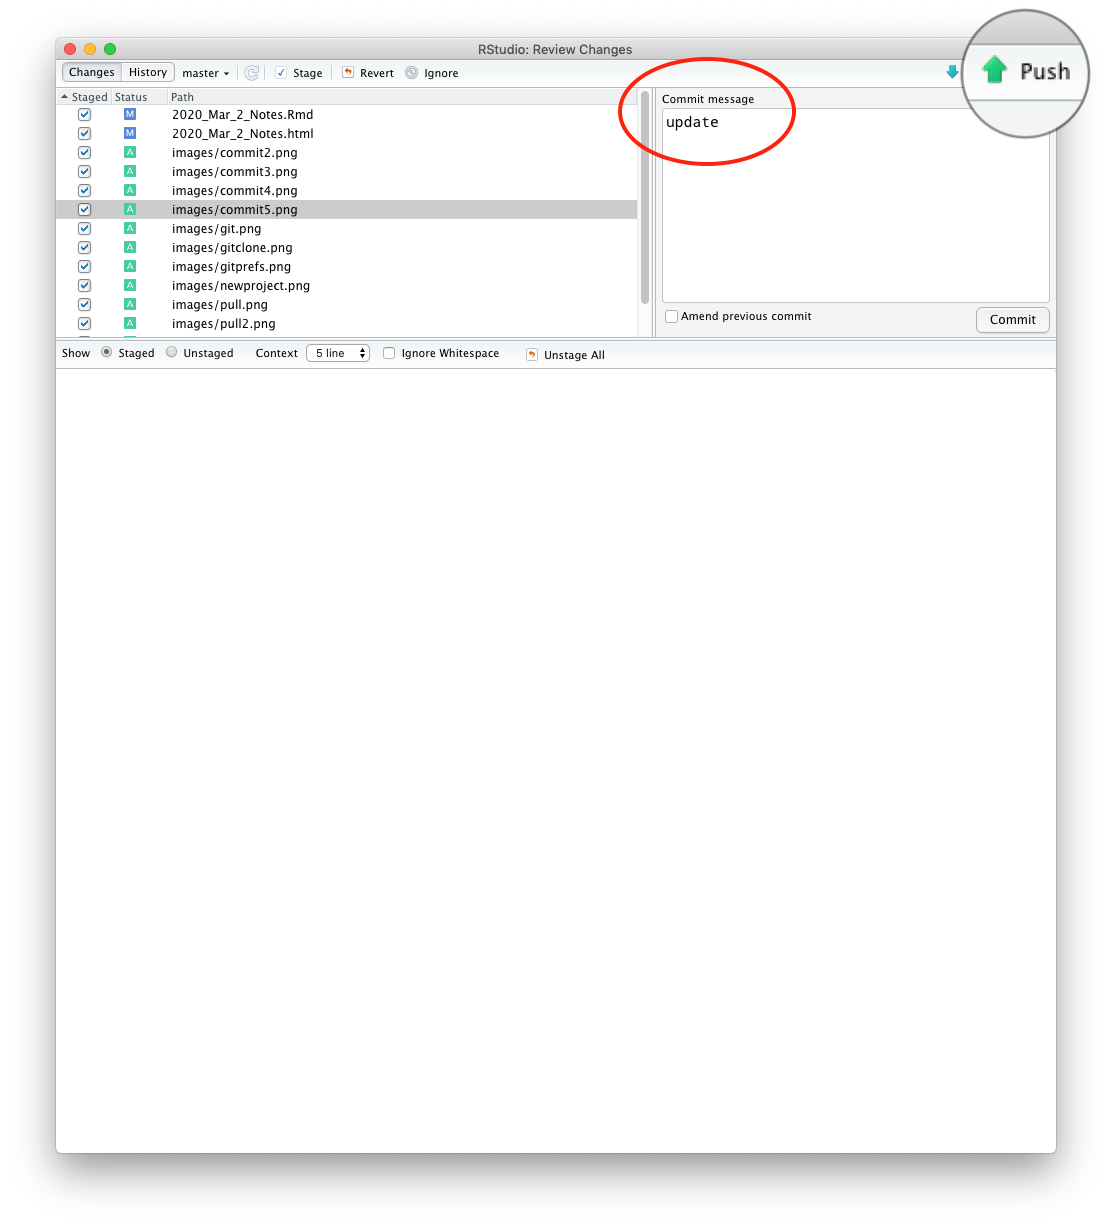 RStudio: Review Changes
Changes History master Stage Revert Ignore Push
Staged Status Path
M 2020_Mar_2_Notes.Rmd
M 2020_Mar_2_Notes.html
A images/commit2.png
A images/commit3.png
A images/commit4.png
A images/commit5.png
A images/git.png
A images/gitclone.png
A images/gitprefs.png
A images/newproject.png
A images/pull.png
A images/pull2.png
Commit message
update
Amend previous commit
Commit
Show Staged Unstaged Context 5 line Ignore Whitespace Unstage All